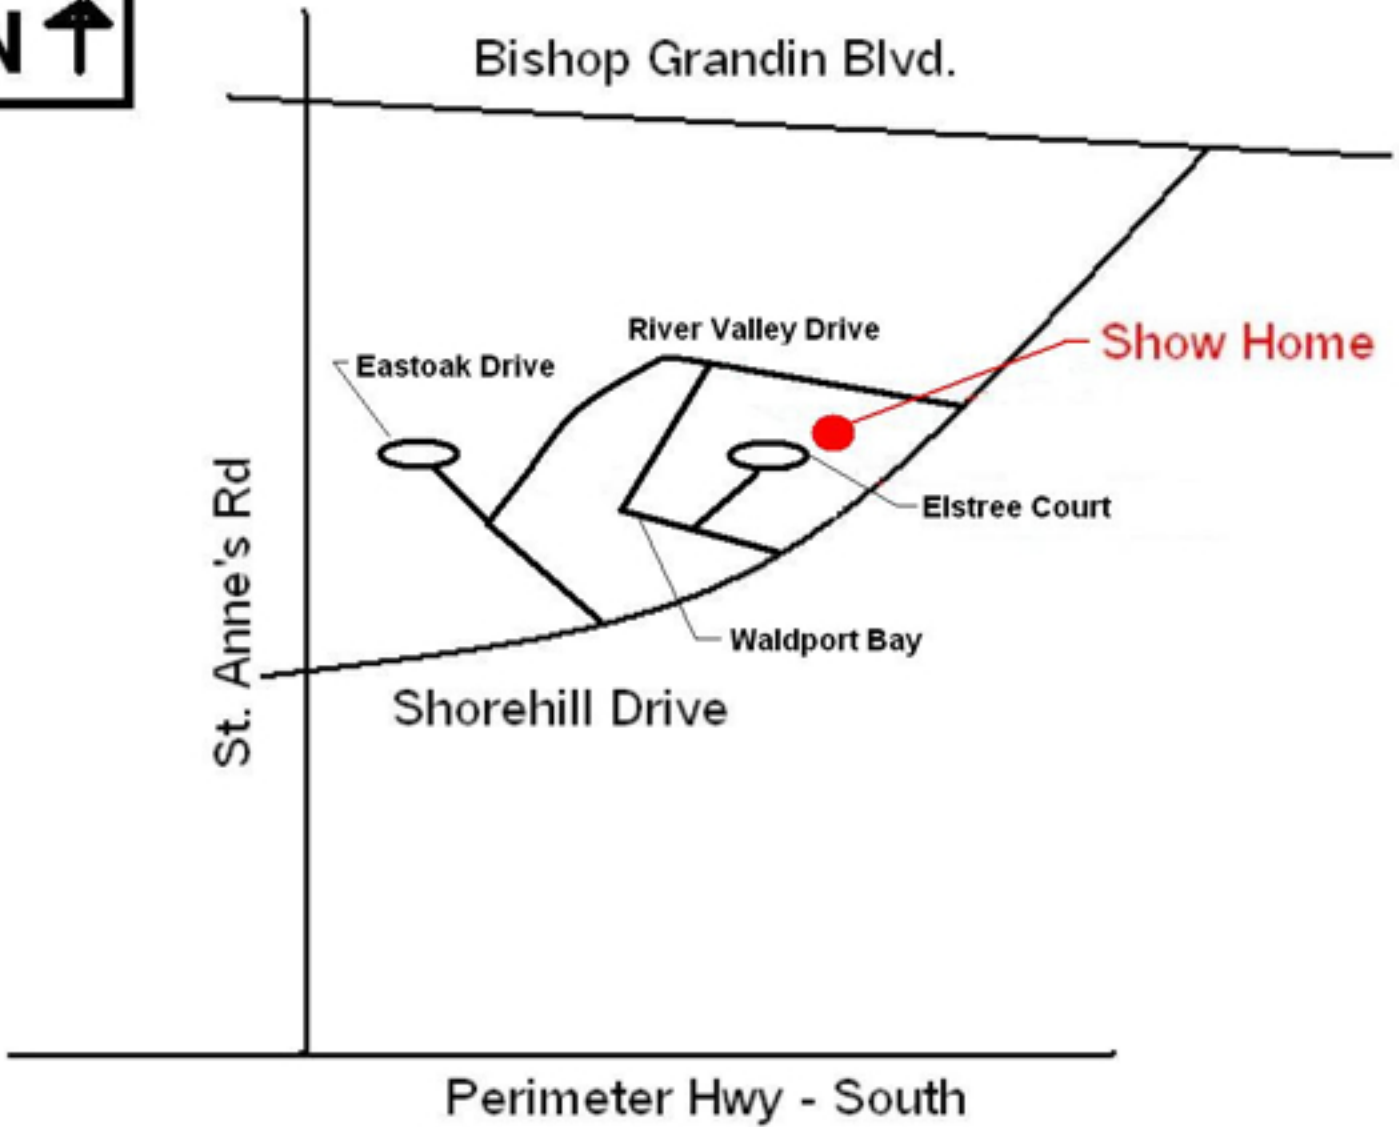 N
Bishop Grandin Blvd.
River Valley Drive
Show Home
Eastoak Drive
Elstree Court
St. Anne's Rd
Waldport Bay
Shorehill Drive
Perimeter Hwy - South